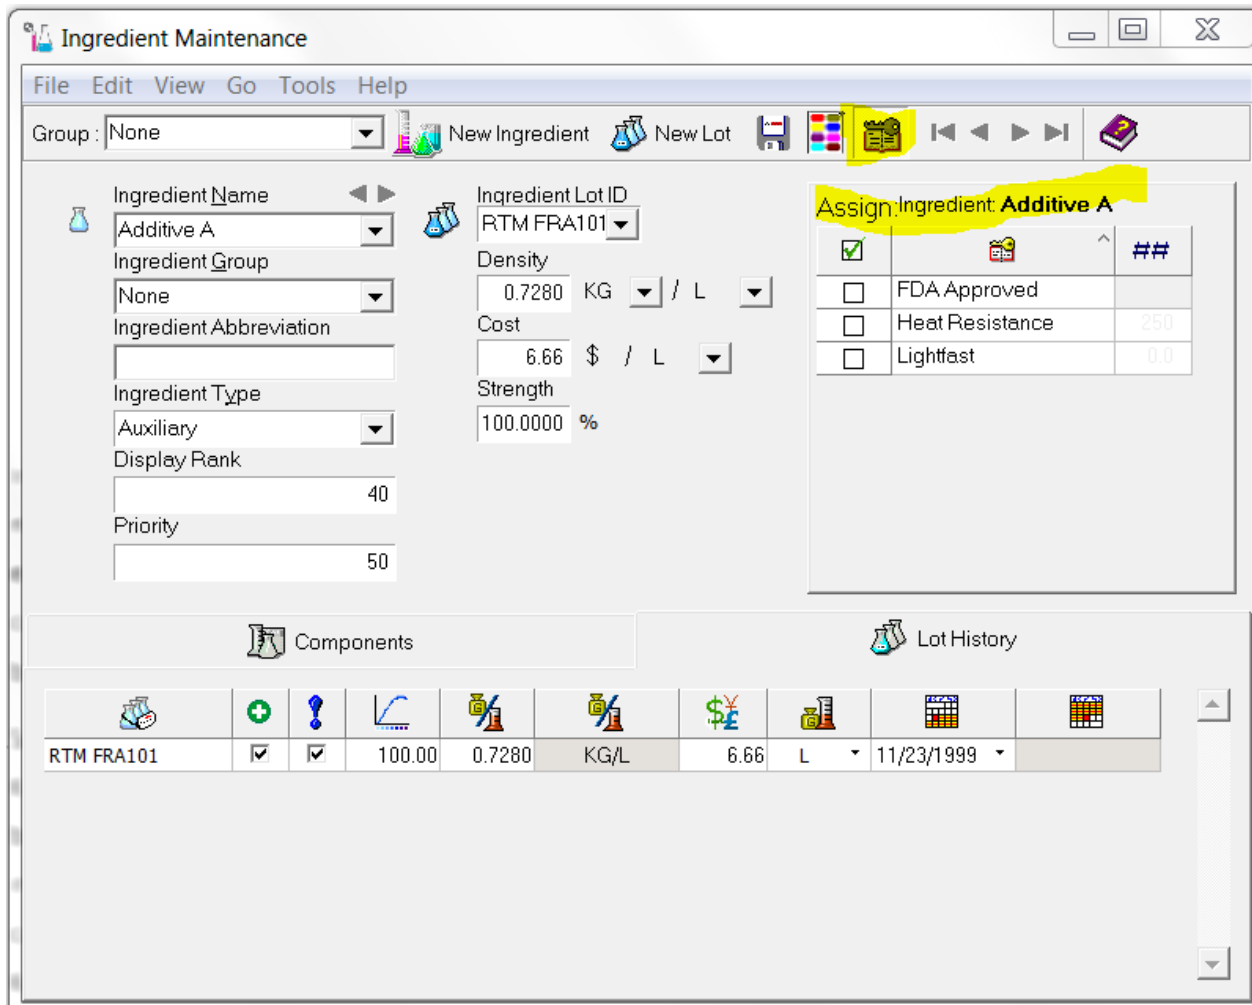 Ingredient Maintenance
File Edit View Go Tools Help
Group : None New Ingredient New Lot
Ingredient Name
Additive A
Ingredient Group
None
Ingredient Abbreviation
Ingredient Type
Auxiliary
Display Rank
40
Priority
50
Ingredient Lot ID
RTM FRA101
Density
0.7280 KG / L
Cost
6.66 $ / L
Strength
100.0000 %
Assign: Ingredient: Additive A
##
FDA Approved
Heat Resistance 250
Lightfast 0.0
Components
Lot History
RTM FRA101 100.00 0.7280 KG/L 6.66 L 11/23/1999